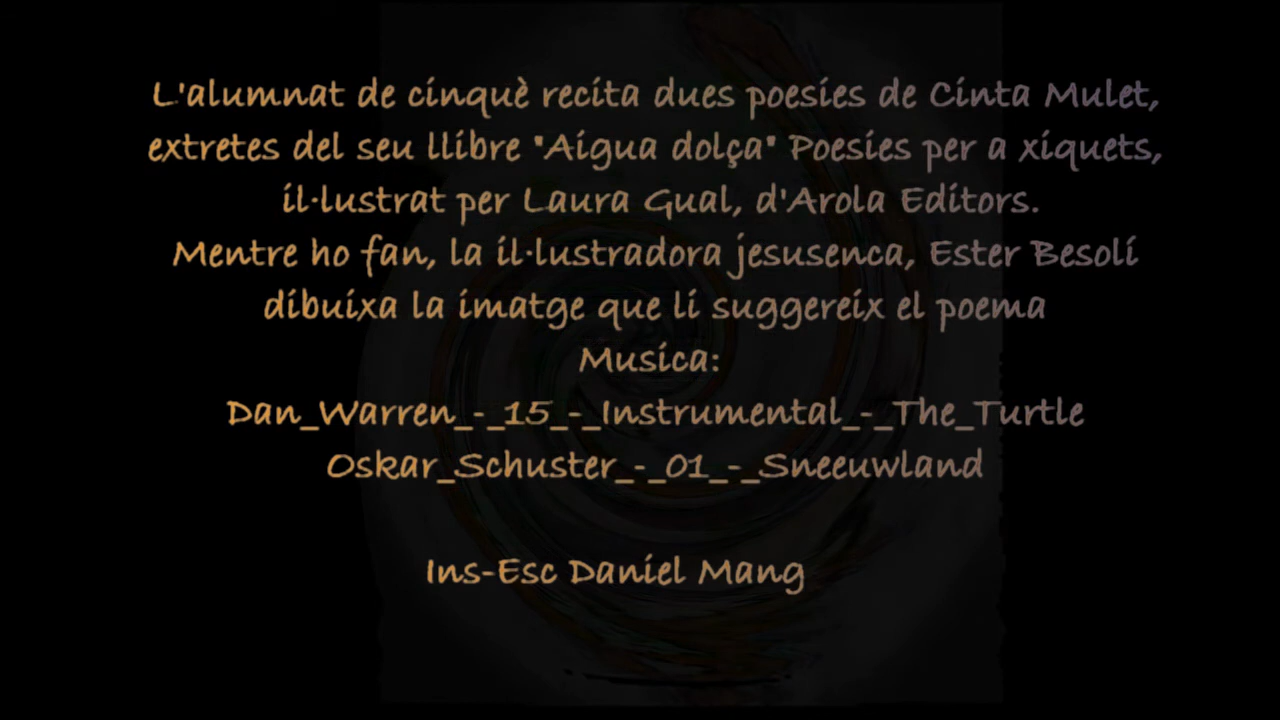 L'alumnat de cinquè recita dues poesies de Cinta Mulet,
extretes del seu llibre "Aigua dolça" Poesies per a xiquets,
il·lustrat per Laura Gual, d'Arola Editors.
Mentre ho fan, la il·lustradora jesusenca, Ester Besolí
dibuixa la imatge que li suggereix el poema
Musica:
Dan_Warren_-_15_-_Instrumental_-_The_Turtle
Oskar_Schuster_-_01_-_Sneeuwland
Ins-Esc Daniel Mang